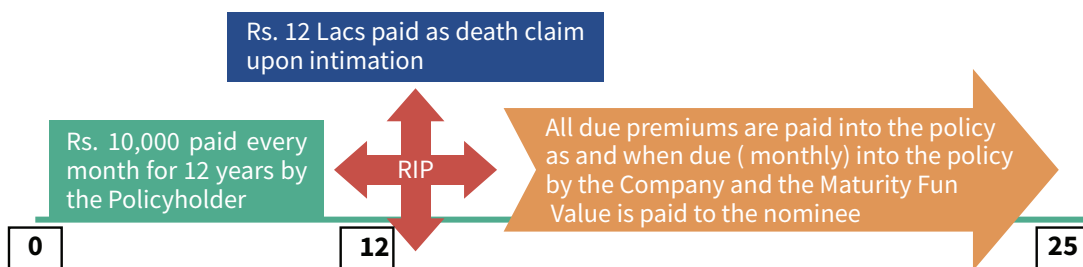 Rs. 12 Lacs paid as death claim
upon intimation
Rs. 10,000 paid every
month for 12 years by
the Policyholder
RIP
All due premiums are paid into the policy
as and when due ( monthly) into the policy
by the Company and the Maturity Fun
Value is paid to the nominee
0
12
25